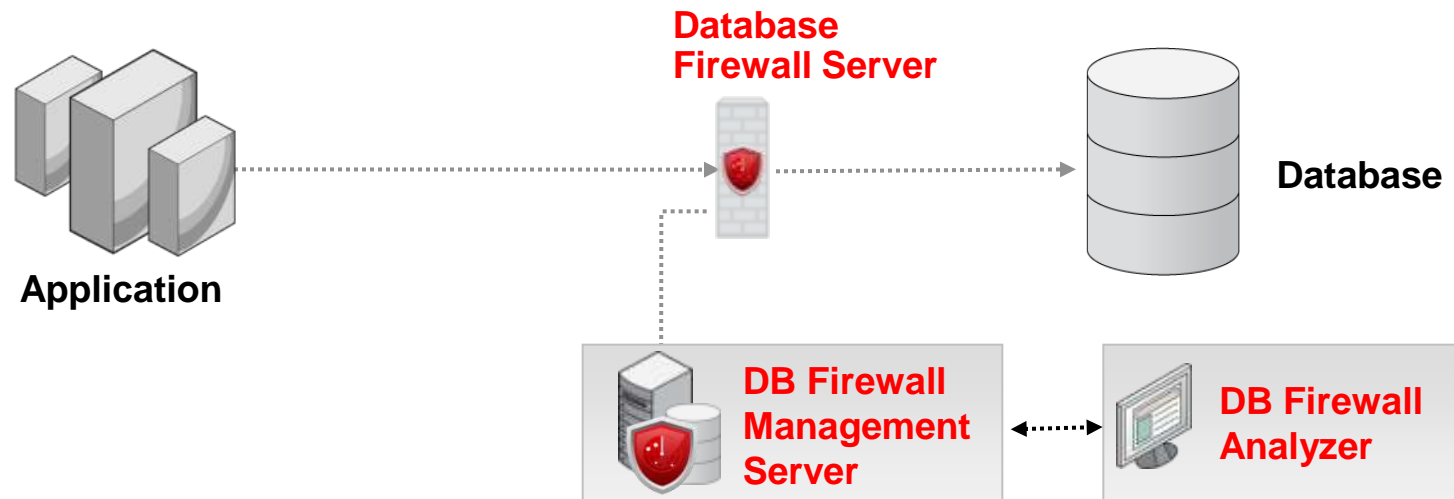 Database
Firewall Server
Database
Application
DB Firewall
Management
Server
DB Firewall
Analyzer